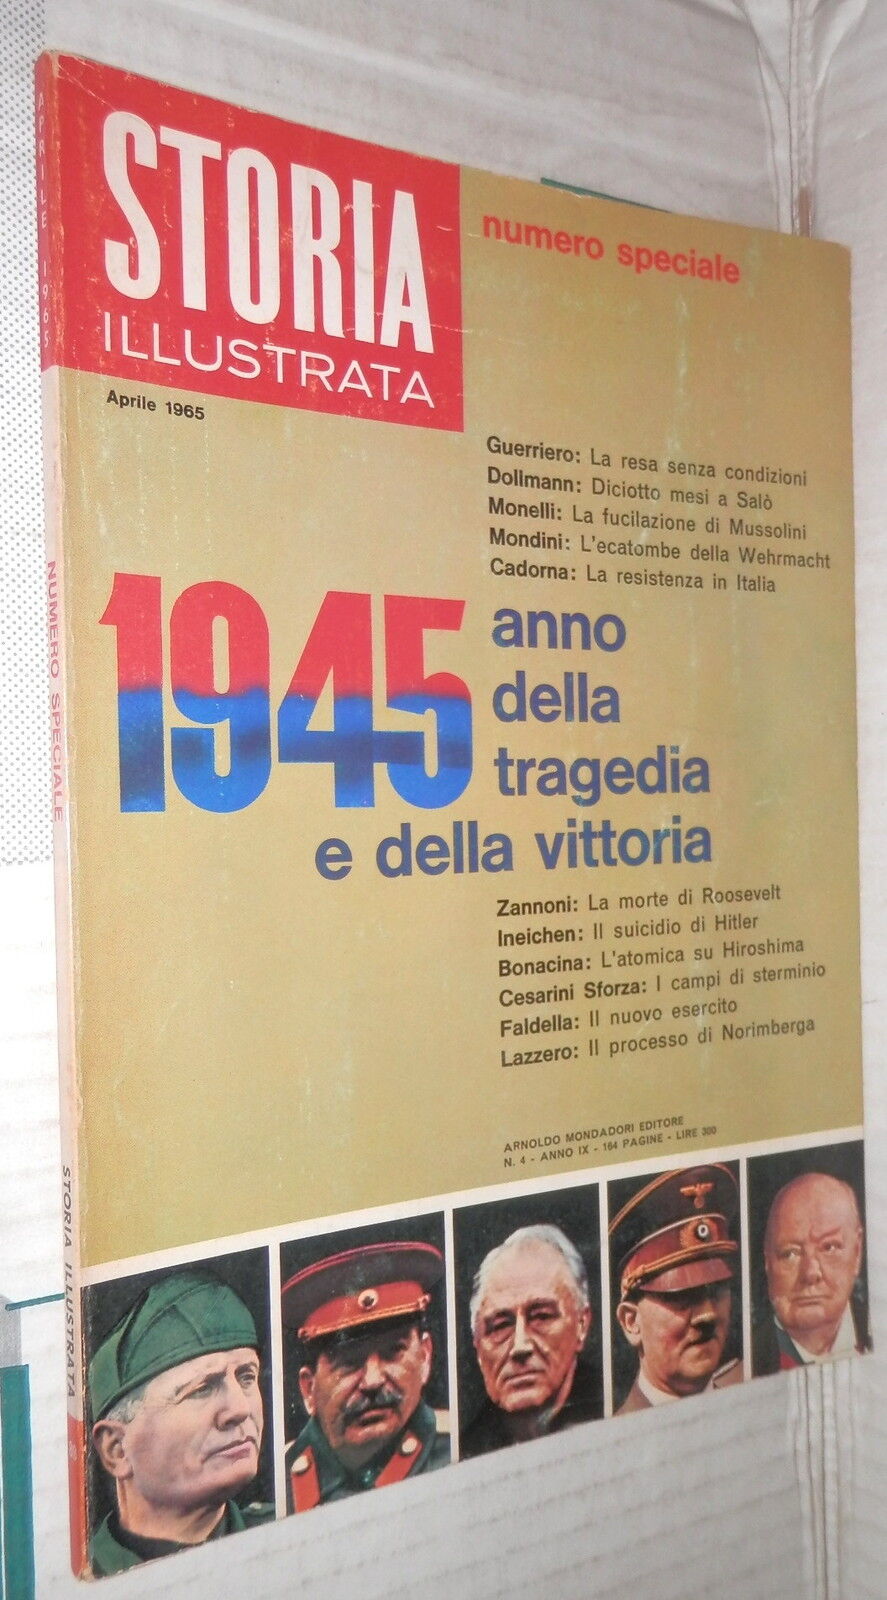 STORIA
ILLUSTRATA
numero speciale
Aprile 1965
Guerriero: La resa senza condizioni
Dollmann: Diciotto mesi a Salò
Monelli: La fucilazione di Mussolini
Mondini: L'ecatombe della Wehrmacht
Cadorna: La resistenza in Italia
1945 anno
della
tragedia
e della vittoria
Zannoni: La morte di Roosevelt
Ineichen: Il suicidio di Hitler
Bonacina: L'atomica su Hiroshima
Cesarini Sforza: I campi di sterminio
Faldella: Il nuovo esercito
Lazzero: Il processo di Norimberga
ARNOLDO MONDADORI EDITORE
N. 4 - ANNO IX - 164 PAGINE - LIRE 300
APRILE 1965
NUMERO SPECIALE
STORIA ILLUSTRATA